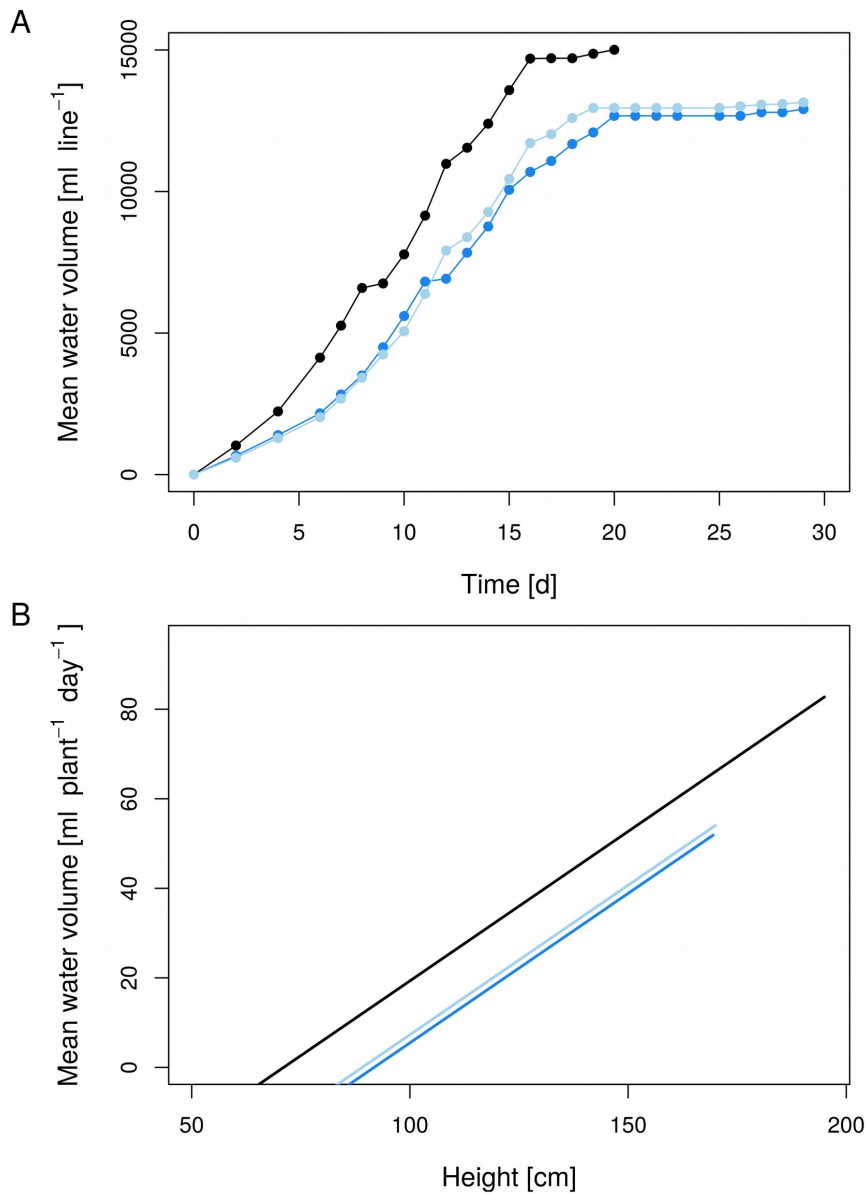 A
Mean water volume [ml line⁻¹]
15000
10000
5000
0
0 5 10 15 20 25 30
Time [d]
B
Mean water volume [ml plant⁻¹ day⁻¹ ]
80
60
40
20
0
50 100 150 200
Height [cm]